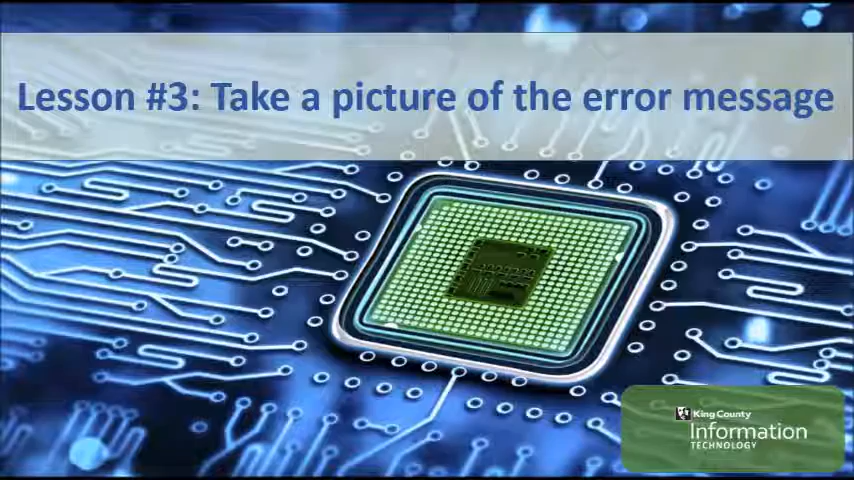 Lesson #3: Take a picture of the error message
King County
Information
TECHNOLOGY